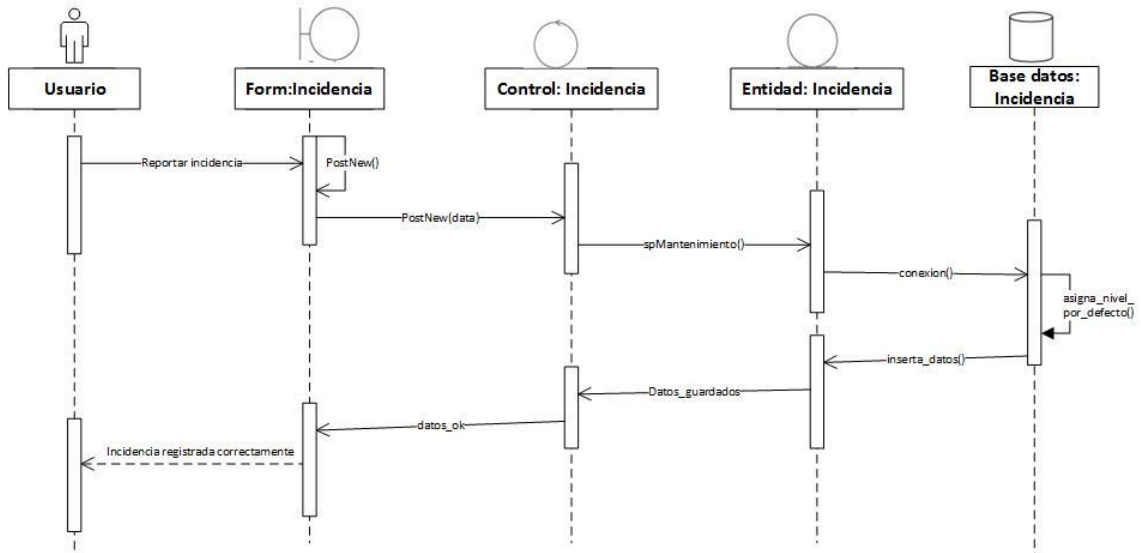 Usuario
Form:Incidencia
Control: Incidencia
Entidad: Incidencia
Base datos:
Incidencia
Reportar incidencia
PostNew()
PostNew(data)
spMantenimiento()
conexion()
asigna_nivel_
por_defecto()
inserta_datos()
Datos_guardados
datos_ok
Incidencia registrada correctamente